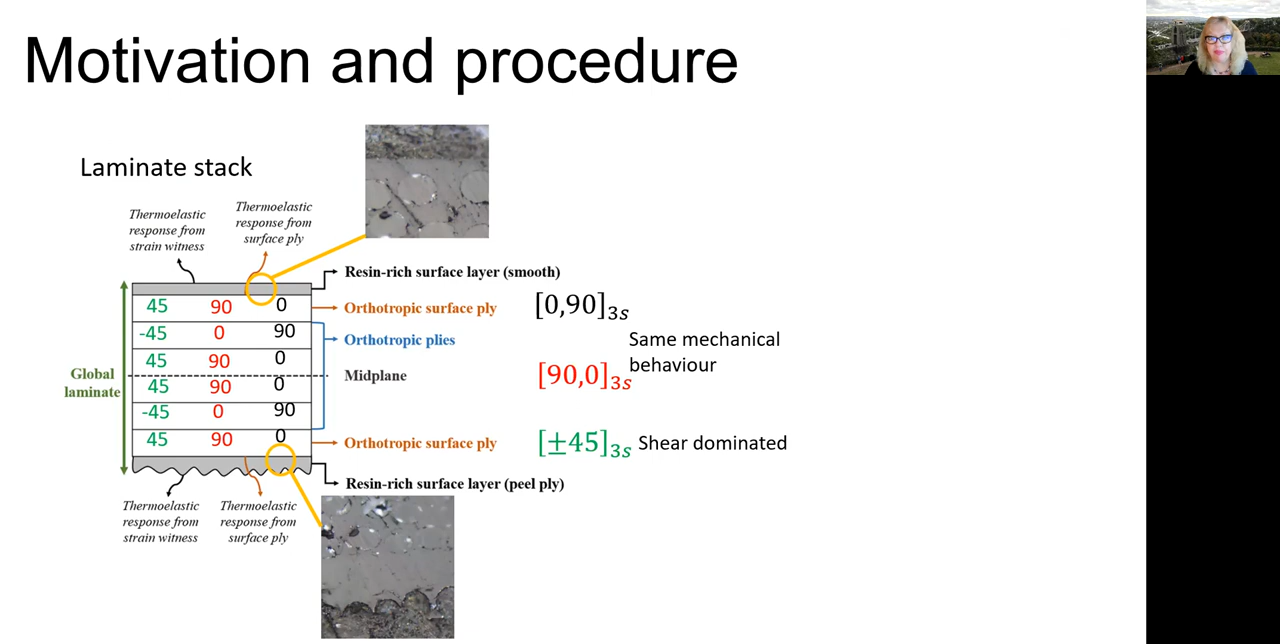 Motivation and procedure
Laminate stack
Thermoelastic
response from
strain witness
Thermoelastic
response from
surface ply
Resin-rich surface layer (smooth)
45 90 0
Orthotropic surface ply
[0,90]3s
-45 0 90
Orthotropic plies
Same mechanical
behaviour
45 90 0
Global
laminate
Midplane
[90,0]3s
45 90 0
-45 0 90
45 90 0
Orthotropic surface ply
[±45]3s Shear dominated
Resin-rich surface layer (peel ply)
Thermoelastic
response from
strain witness
Thermoelastic
response from
surface ply